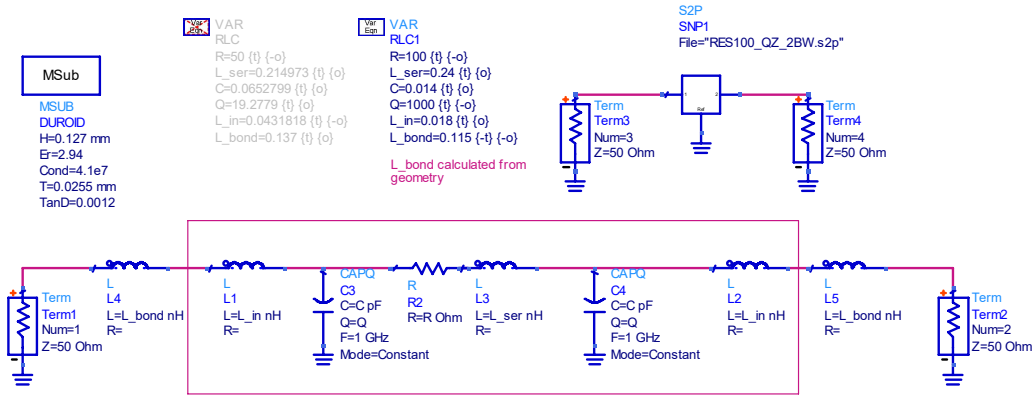 MSub
MSUB
DUROID
H=0.127 mm
Er=2.94
Cond=4.1e7
T=0.0255 mm
TanD=0.0012
Var
Eqn
VAR
RLC
R=50 {t} {-o}
L_ser=0.214973 {t} {o}
C=0.0652799 {t} {o}
Q=19.2779 {t} {-o}
L_in=0.0431818 {t} {-o}
L_bond=0.137 {t} {o}
Var
Eqn
VAR
RLC1
R=100 {t} {-o}
L_ser=0.24 {t} {o}
C=0.014 {t} {o}
Q=1000 {t} {-o}
L_in=0.018 {t} {o}
L_bond=0.115 {-t} {-o}
L_bond calculated from
geometry
S2P
SNP1
File="RES100_QZ_2BW.s2p"
1
2
Ref
+
-
Term
Term3
Num=3
Z=50 Ohm
+
-
Term
Term4
Num=4
Z=50 Ohm
+
-
Term
Term1
Num=1
Z=50 Ohm
L
L4
L=L_bond nH
R=
L
L1
L=L_in nH
R=
CAPQ
C3
C=C pF
Q=Q
F=1 GHz
Mode=Constant
R
R2
R=R Ohm
L
L3
L=L_ser nH
R=
CAPQ
C4
C=C pF
Q=Q
F=1 GHz
Mode=Constant
L
L2
L=L_in nH
R=
L
L5
L=L_bond nH
R=
+
-
Term
Term2
Num=2
Z=50 Ohm